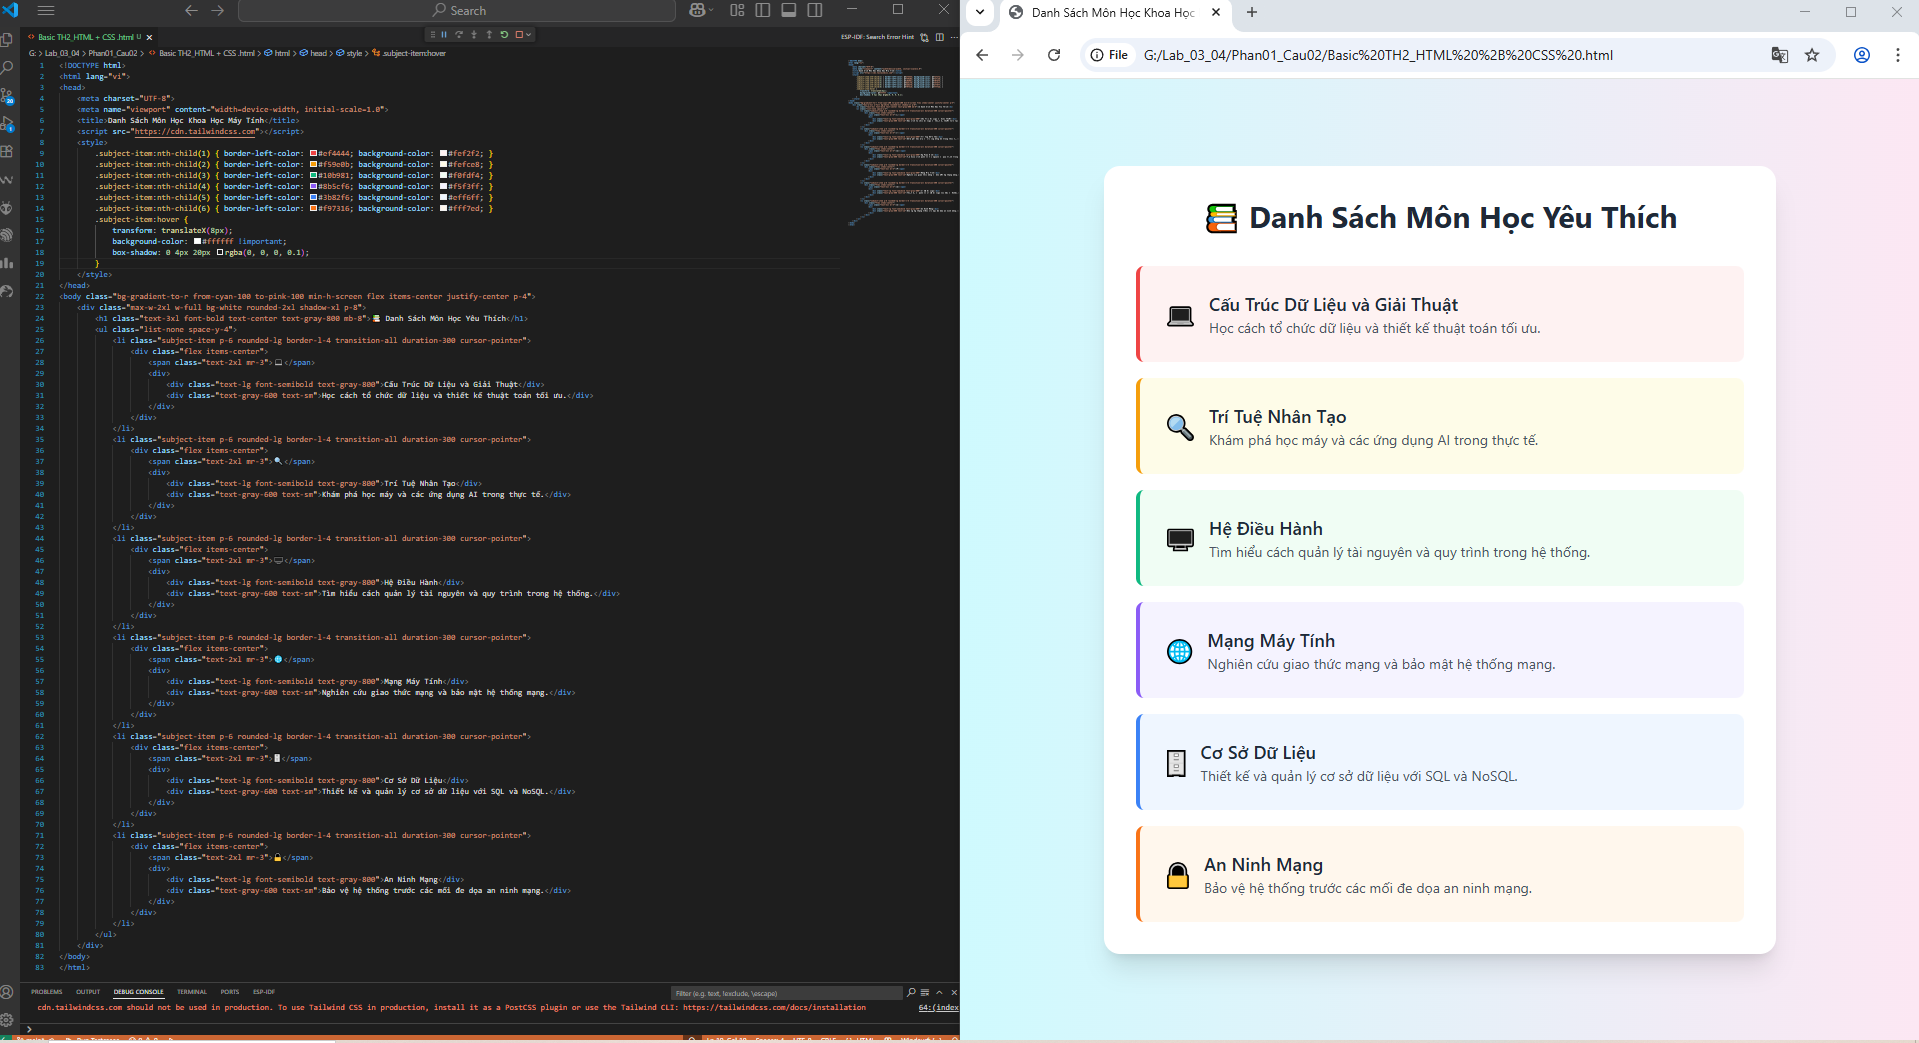 Search
Basic TH2_HTML + CSS .html U
ESP-IDF: Search Error Hint
G: > Lab_03_04 > Phan01_Cau02 > Basic TH2_HTML + CSS .html > html > head > style > .subject-item:hover
1 <!DOCTYPE html>
2 <html lang="vi">
3 <head>
4 <meta charset="UTF-8">
5 <meta name="viewport" content="width=device-width, initial-scale=1.0">
6 <title>Danh Sách Môn Học Khoa Học Máy Tính</title>
7 <script src="https://cdn.tailwindcss.com"></script>
8 <style>
9 .subject-item:nth-child(1) { border-left-color: #ef4444; background-color: #fef2f2; }
10 .subject-item:nth-child(2) { border-left-color: #f59e0b; background-color: #fefce8; }
11 .subject-item:nth-child(3) { border-left-color: #10b981; background-color: #f0fdf4; }
12 .subject-item:nth-child(4) { border-left-color: #8b5cf6; background-color: #f5f3ff; }
13 .subject-item:nth-child(5) { border-left-color: #3b82f6; background-color: #eff6ff; }
14 .subject-item:nth-child(6) { border-left-color: #f97316; background-color: #fff7ed; }
15 .subject-item:hover {
16 transform: translateX(8px);
17 background-color: #ffffff !important;
18 box-shadow: 0 4px 20px rgba(0, 0, 0, 0.1);
19 }
20 </style>
21 </head>
22 <body class="bg-gradient-to-r from-cyan-100 to-pink-100 min-h-screen flex items-center justify-center p-4">
23 <div class="max-w-2xl w-full bg-white rounded-2xl shadow-xl p-8">
24 <h1 class="text-3xl font-bold text-center text-gray-800 mb-8">📚 Danh Sách Môn Học Yêu Thích</h1>
25 <ul class="list-none space-y-4">
26 <li class="subject-item p-6 rounded-lg border-l-4 transition-all duration-300 cursor-pointer">
27 <div class="flex items-center">
28 <span class="text-2xl mr-3">💻</span>
29 <div>
30 <div class="text-lg font-semibold text-gray-800">Cấu Trúc Dữ Liệu và Giải Thuật</div>
31 <div class="text-gray-600 text-sm">Học cách tổ chức dữ liệu và thiết kế thuật toán tối ưu.</div>
32 </div>
33 </div>
34 </li>
35 <li class="subject-item p-6 rounded-lg border-l-4 transition-all duration-300 cursor-pointer">
36 <div class="flex items-center">
37 <span class="text-2xl mr-3">🔍</span>
38 <div>
39 <div class="text-lg font-semibold text-gray-800">Trí Tuệ Nhân Tạo</div>
40 <div class="text-gray-600 text-sm">Khám phá học máy và các ứng dụng AI trong thực tế.</div>
41 </div>
42 </div>
43 </li>
44 <li class="subject-item p-6 rounded-lg border-l-4 transition-all duration-300 cursor-pointer">
45 <div class="flex items-center">
46 <span class="text-2xl mr-3">🖥️</span>
47 <div>
48 <div class="text-lg font-semibold text-gray-800">Hệ Điều Hành</div>
49 <div class="text-gray-600 text-sm">Tìm hiểu cách quản lý tài nguyên và quy trình trong hệ thống.</div>
50 </div>
51 </div>
52 </li>
53 <li class="subject-item p-6 rounded-lg border-l-4 transition-all duration-300 cursor-pointer">
54 <div class="flex items-center">
55 <span class="text-2xl mr-3">🌐</span>
56 <div>
57 <div class="text-lg font-semibold text-gray-800">Mạng Máy Tính</div>
58 <div class="text-gray-600 text-sm">Nghiên cứu giao thức mạng và bảo mật hệ thống mạng.</div>
59 </div>
60 </div>
61 </li>
62 <li class="subject-item p-6 rounded-lg border-l-4 transition-all duration-300 cursor-pointer">
63 <div class="flex items-center">
64 <span class="text-2xl mr-3">🗄️</span>
65 <div>
66 <div class="text-lg font-semibold text-gray-800">Cơ Sở Dữ Liệu</div>
67 <div class="text-gray-600 text-sm">Thiết kế và quản lý cơ sở dữ liệu với SQL và NoSQL.</div>
68 </div>
69 </div>
70 </li>
71 <li class="subject-item p-6 rounded-lg border-l-4 transition-all duration-300 cursor-pointer">
72 <div class="flex items-center">
73 <span class="text-2xl mr-3">🔒</span>
74 <div>
75 <div class="text-lg font-semibold text-gray-800">An Ninh Mạng</div>
76 <div class="text-gray-600 text-sm">Bảo vệ hệ thống trước các mối đe dọa an ninh mạng.</div>
77 </div>
78 </div>
79 </li>
80 </ul>
81 </div>
82 </body>
83 </html>
PROBLEMS OUTPUT DEBUG CONSOLE TERMINAL PORTS ESP-IDF
Filter (e.g. text, !exclude, \escape)
cdn.tailwindcss.com should not be used in production. To use Tailwind CSS in production, install it as a PostCSS plugin or use the Tailwind CLI: https://tailwindcss.com/docs/installation
64:(index
Danh Sách Môn Học Khoa Học
File G:/Lab_03_04/Phan01_Cau02/Basic%20TH2_HTML%20%2B%20CSS%20.html
📚 Danh Sách Môn Học Yêu Thích
Cấu Trúc Dữ Liệu và Giải Thuật
Học cách tổ chức dữ liệu và thiết kế thuật toán tối ưu.
Trí Tuệ Nhân Tạo
Khám phá học máy và các ứng dụng AI trong thực tế.
Hệ Điều Hành
Tìm hiểu cách quản lý tài nguyên và quy trình trong hệ thống.
Mạng Máy Tính
Nghiên cứu giao thức mạng và bảo mật hệ thống mạng.
Cơ Sở Dữ Liệu
Thiết kế và quản lý cơ sở dữ liệu với SQL và NoSQL.
An Ninh Mạng
Bảo vệ hệ thống trước các mối đe dọa an ninh mạng.